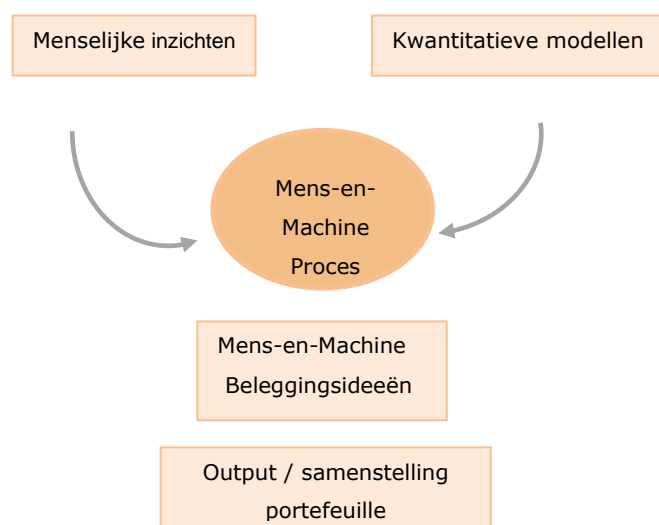 Menselijke inzichten
Kwantitatieve modellen
Mens-en-
Machine
Proces
Mens-en-Machine
Beleggingsideeën
Output / samenstelling
portefeuille